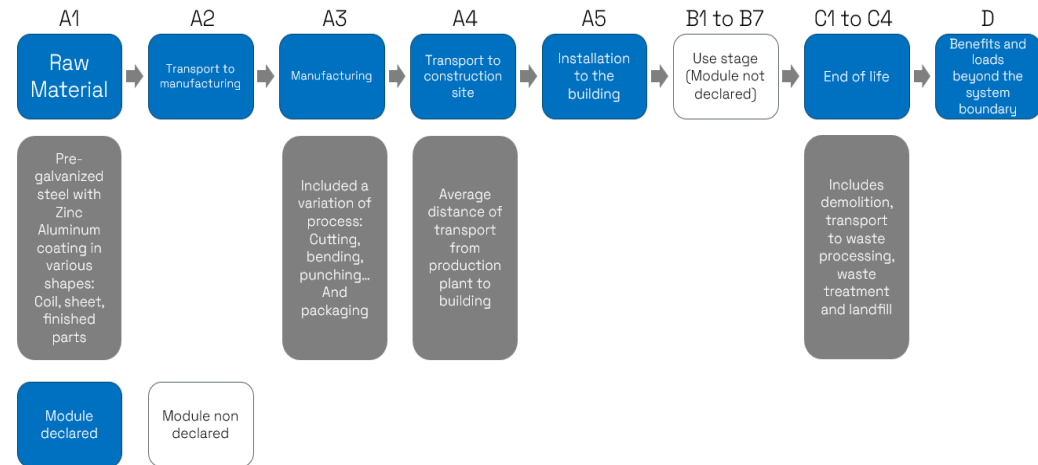 A1
A2
A3
A4
A5
B1 to B7
C1 to C4
D
Raw
Material
Transport to
manufacturing
Manufacturing
Transport to
construction
site
Installation
to the
building
Use stage
(Module not
declared)
End of life
Benefits and
loads
beyond the
system
boundary
Pre-
galvanized
steel with
Zinc
Aluminum
coating in
various
shapes:
Coil, sheet,
finished
parts
Included a
variation of
process:
Cutting,
bending,
punching...
And
packaging
Average
distance of
transport
from
production
plant to
building
Includes
demolition,
transport
to waste
processing,
waste
treatment
and landfill
Module
declared
Module non
declared